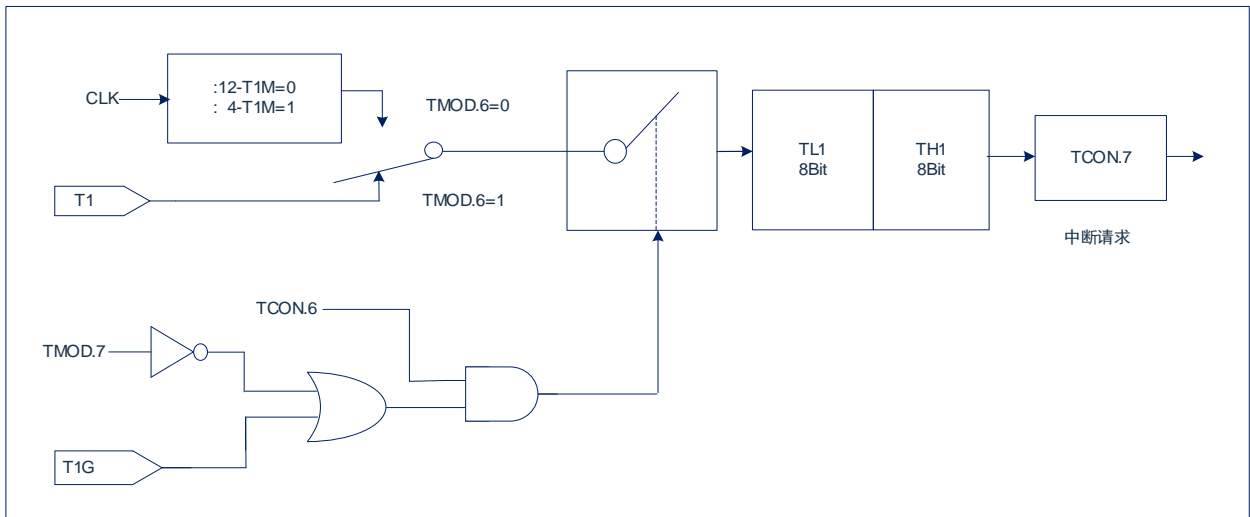 :12-T1M=0
: 4-T1M=1
CLK
TMOD.6=0
T1
TMOD.6=1
TL1
8Bit
TH1
8Bit
TCON.7
中断请求
TCON.6
TMOD.7
T1G